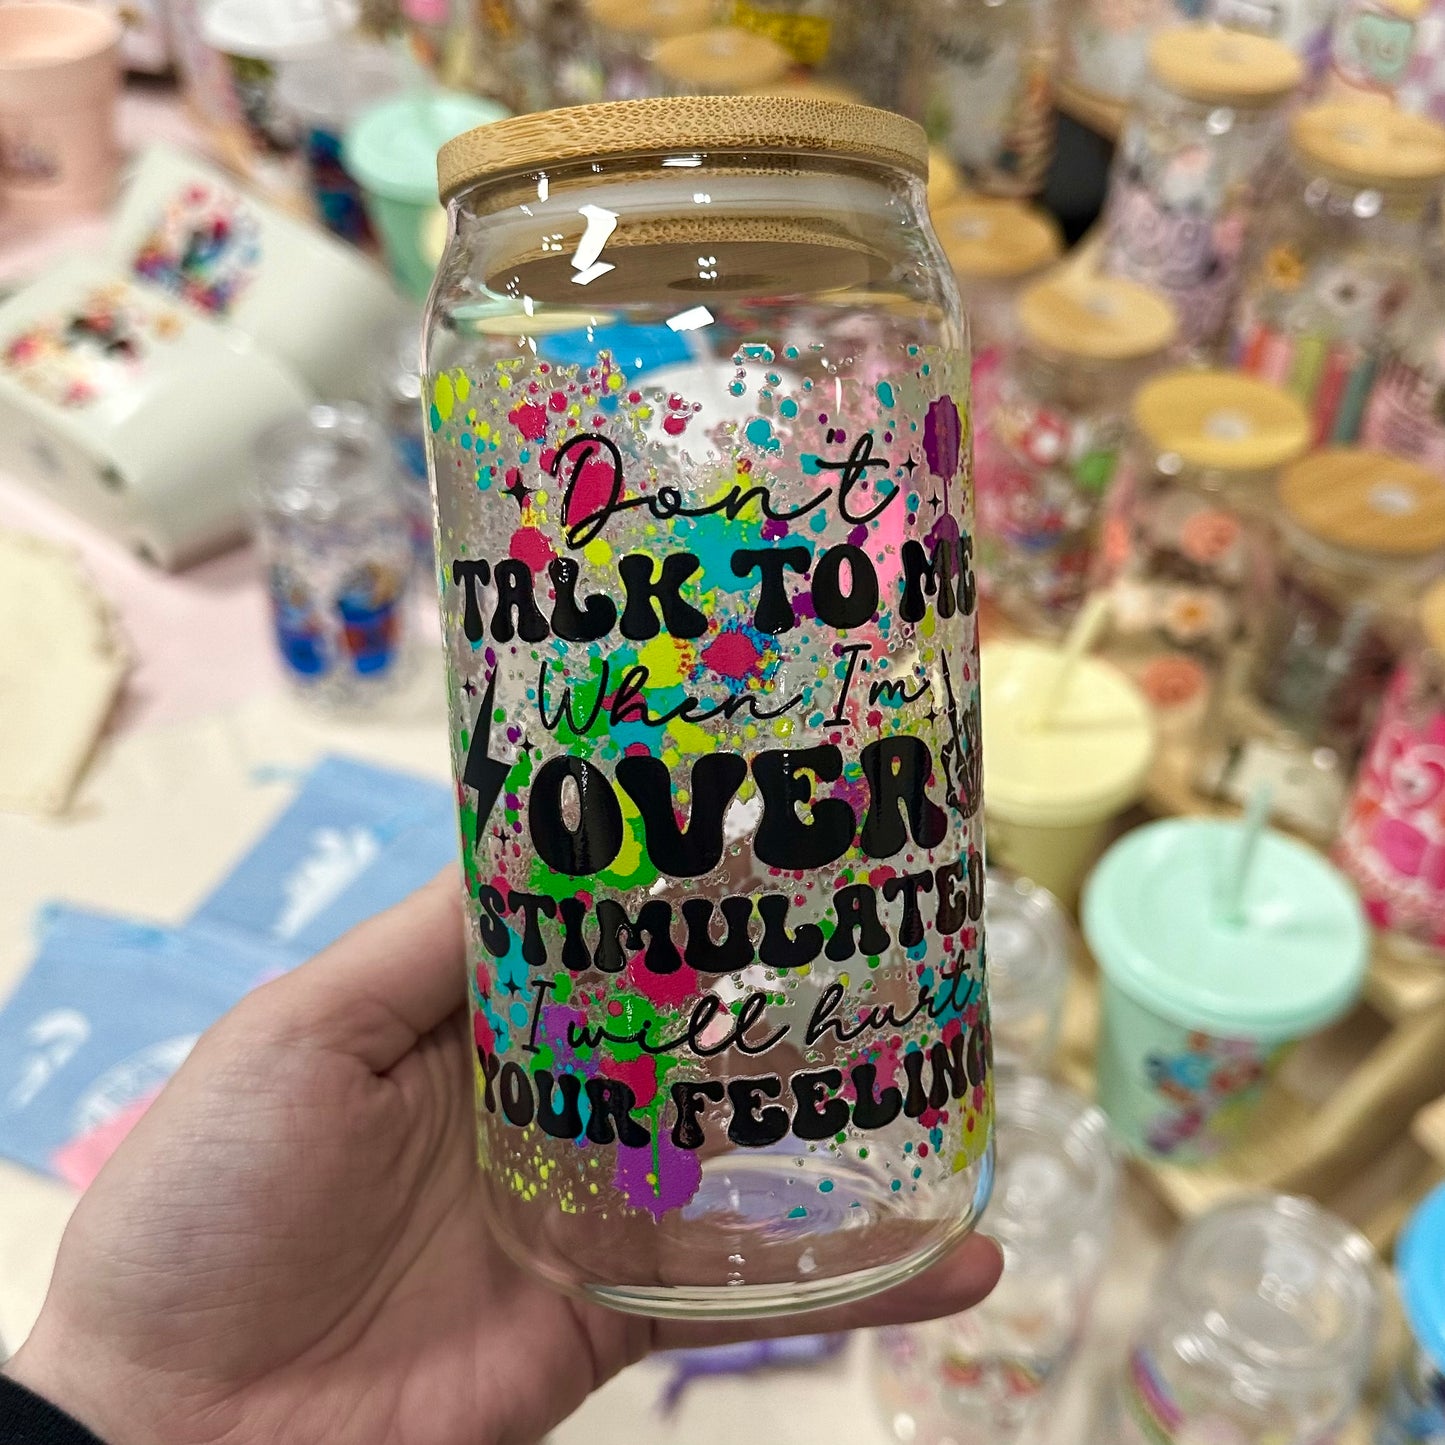 Don't
TALK TO ME
When I'm
OVER
STIMULATED
I will hurt
YOUR FEELINGS